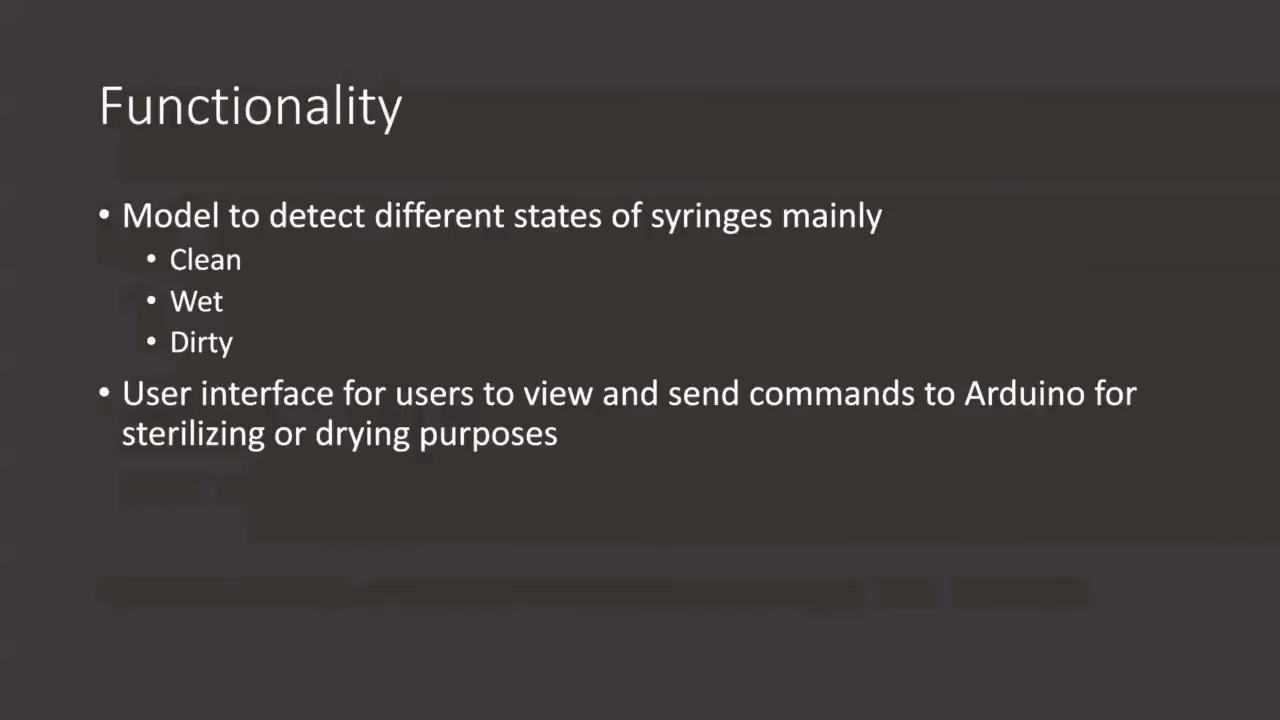 Functionality
• Model to detect different states of syringes mainly
• Clean
• Wet
• Dirty
• User interface for users to view and send commands to Arduino for
sterilizing or drying purposes